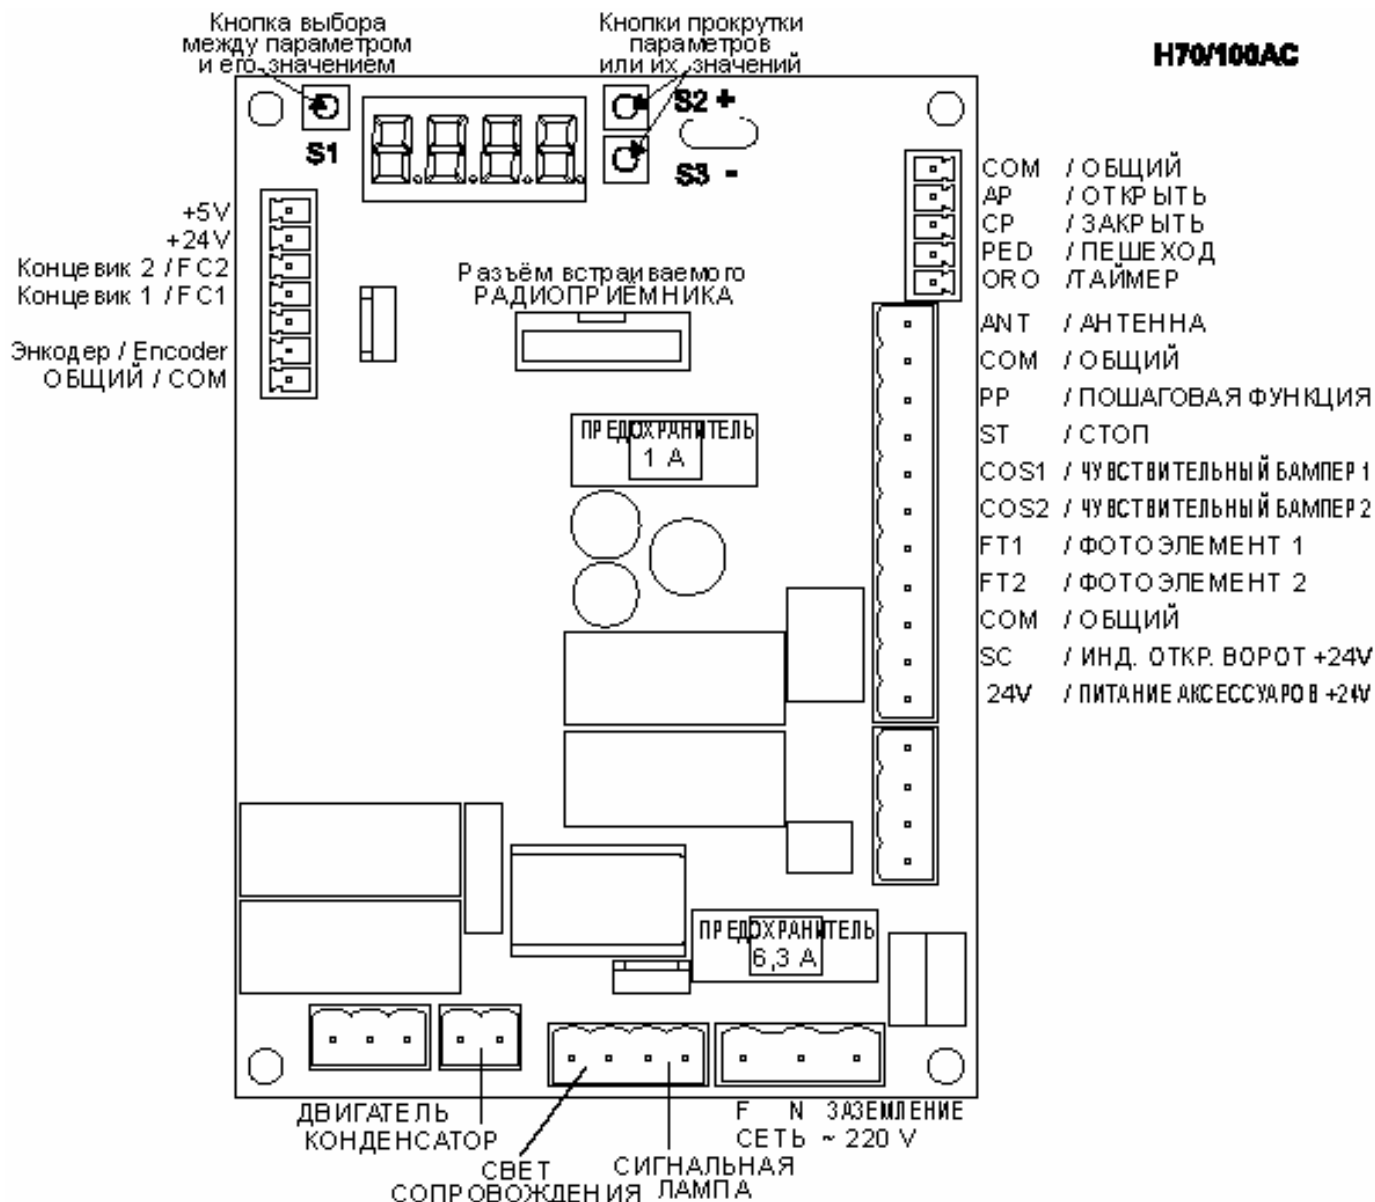 Кнопка выбора
между параметром
и его значением
Кнопки прокрутки
параметров
или их значений
H70/100AC
S1
S2 +
S3 -
+5V
+24V
Концевик 2 / FC2
Концевик 1 / FC1
Энкодер / Encoder
ОБЩИЙ / COM
Разъём встраиваемого
РАДИОПРИЁМНИКА
COM / ОБЩИЙ
AP / ОТКРЫТЬ
CP / ЗАКРЫТЬ
PED / ПЕШЕХОД
ORO / ТАЙМЕР
ANT / АНТЕННА
COM / ОБЩИЙ
PP / ПОШАГОВАЯ ФУНКЦИЯ
ST / СТОП
COS1 / ЧУВСТВИТЕЛЬНЫЙ БАМПЕР 1
COS2 / ЧУВСТВИТЕЛЬНЫЙ БАМПЕР 2
FT1 / ФОТОЭЛЕМЕНТ 1
FT2 / ФОТОЭЛЕМЕНТ 2
COM / ОБЩИЙ
SC / ИНД. ОТКР. ВОРОТ +24V
24V / ПИТАНИЕ АКСЕССУАРОВ +24V
ПРЕДОХРАНИТЕЛЬ
1 А
ПРЕДОХРАНИТЕЛЬ
6,3 А
ДВИГАТЕЛЬ
КОНДЕНСАТОР
СВЕТ
СОПРОВОЖДЕНИЯ
СИГНАЛЬНАЯ
ЛАМПА
F N ЗАЗЕМЛЕНИЕ
СЕТЬ ~ 220 V